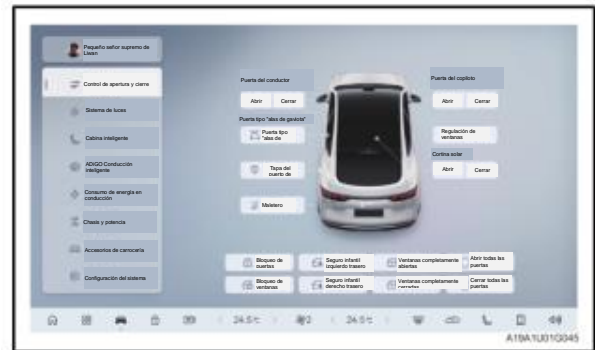 Pequeño señor supremo de
Liwan
Control de apertura y cierre
Sistema de luces
Cabina inteligente
ADIGO Conducción
inteligente
Consumo de energía en
conducción
Chasis y potencia
Accesorios de carrocería
Configuración del sistema
Puerta del conductor
Abrir Cerrar
Puerta tipo "alas de gaviota"
Puerta tipo
"alas de
Tapa del
puerto de
Maletero
Puerta del copiloto
Abrir Cerrar
Regulación de
ventanas
Cortina solar
Abrir Cerrar
Bloqueo de
puertas
Seguro infantil
izquierdo trasero
Ventanas completamente
abiertas
Abrir todas las
puertas
Bloqueo de
ventanas
Seguro infantil
derecho trasero
Ventanas completamente
cerradas
Cerrar todas las
puertas
24.5°c 2 24.5°c
A19A1U01G045